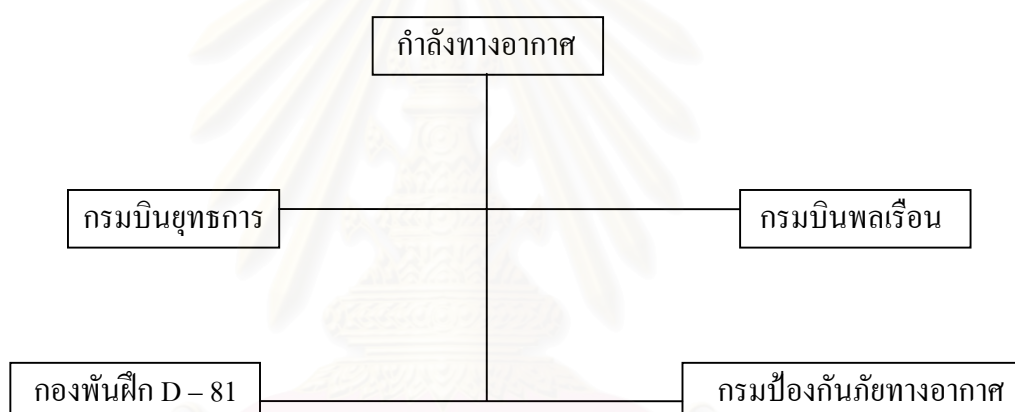 กำลังทางอากาศ
กรมบินยุทธการ
กรมบินพลเรือน
กองพันฝึก D – 81
กรมป้องกันภัยทางอากาศ